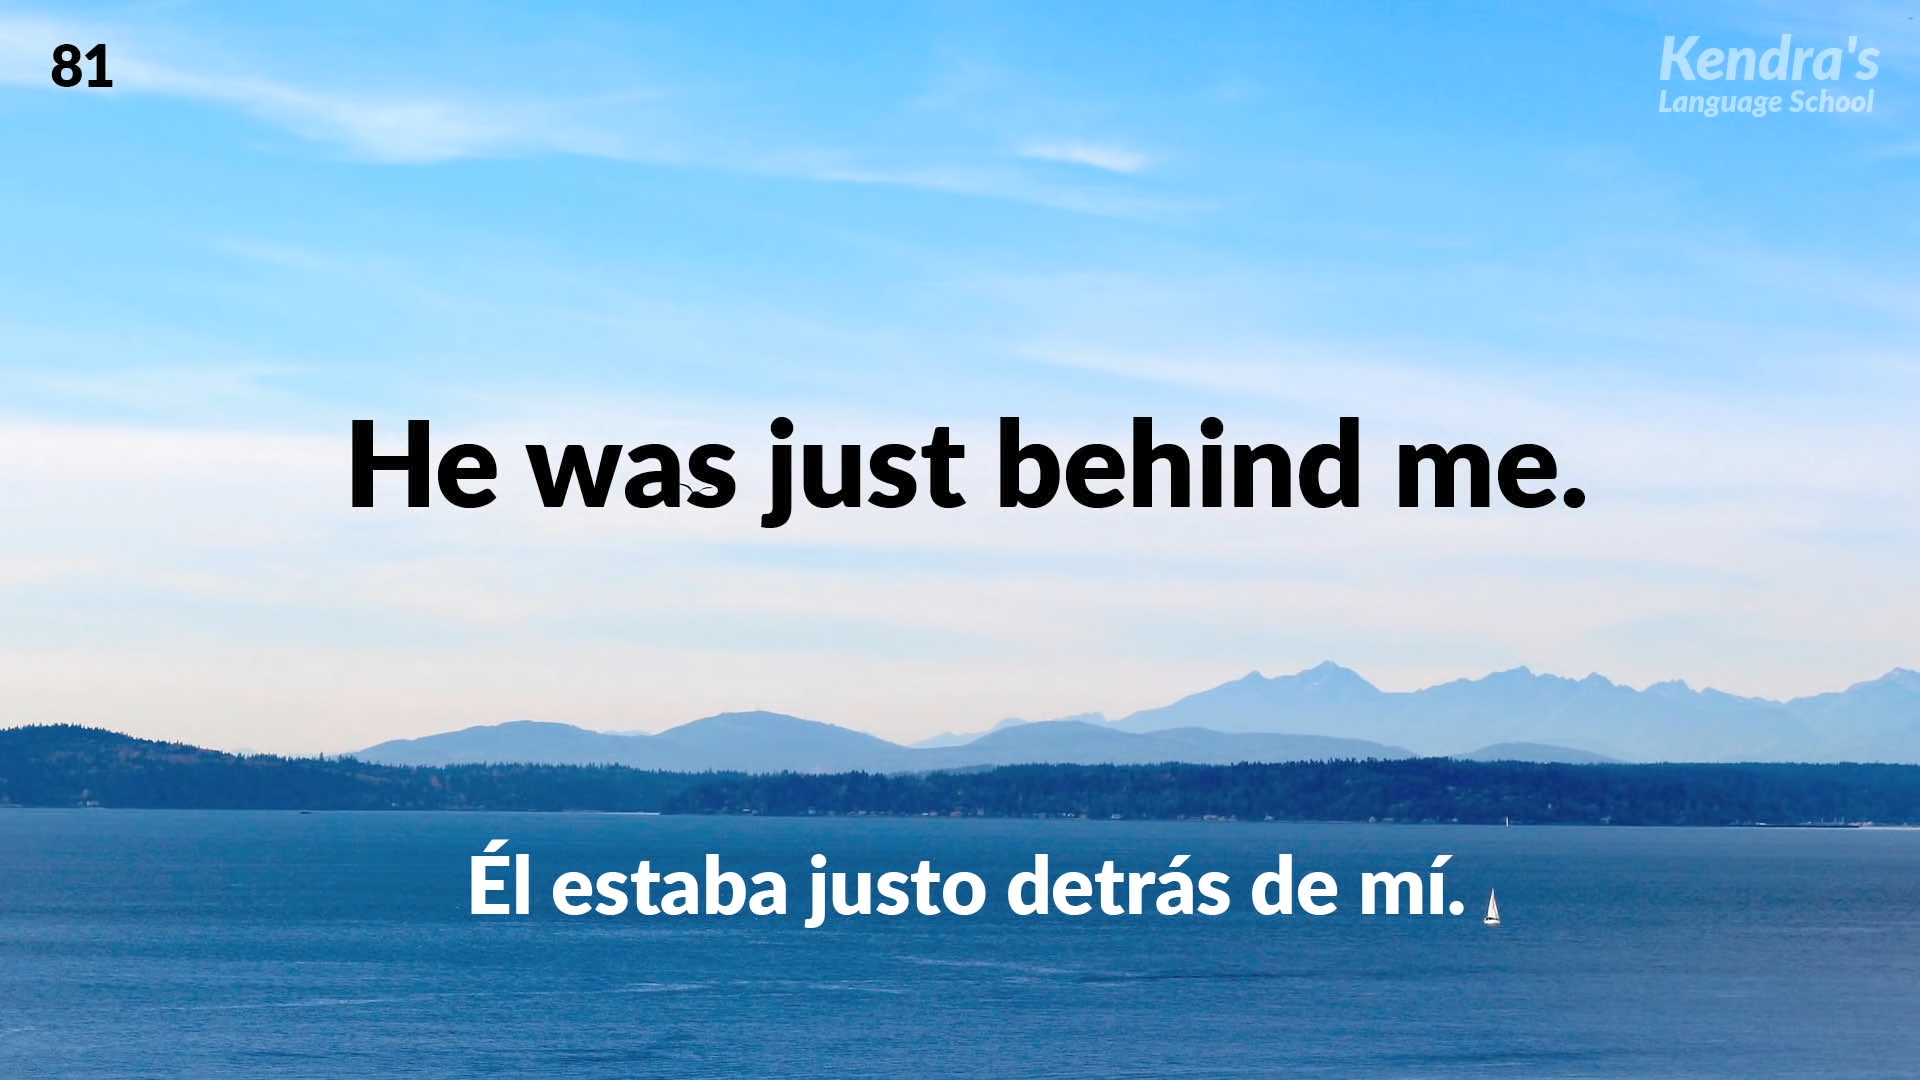 81
Kendra's
Language School
He was just behind me.
Él estaba justo detrás de mí.